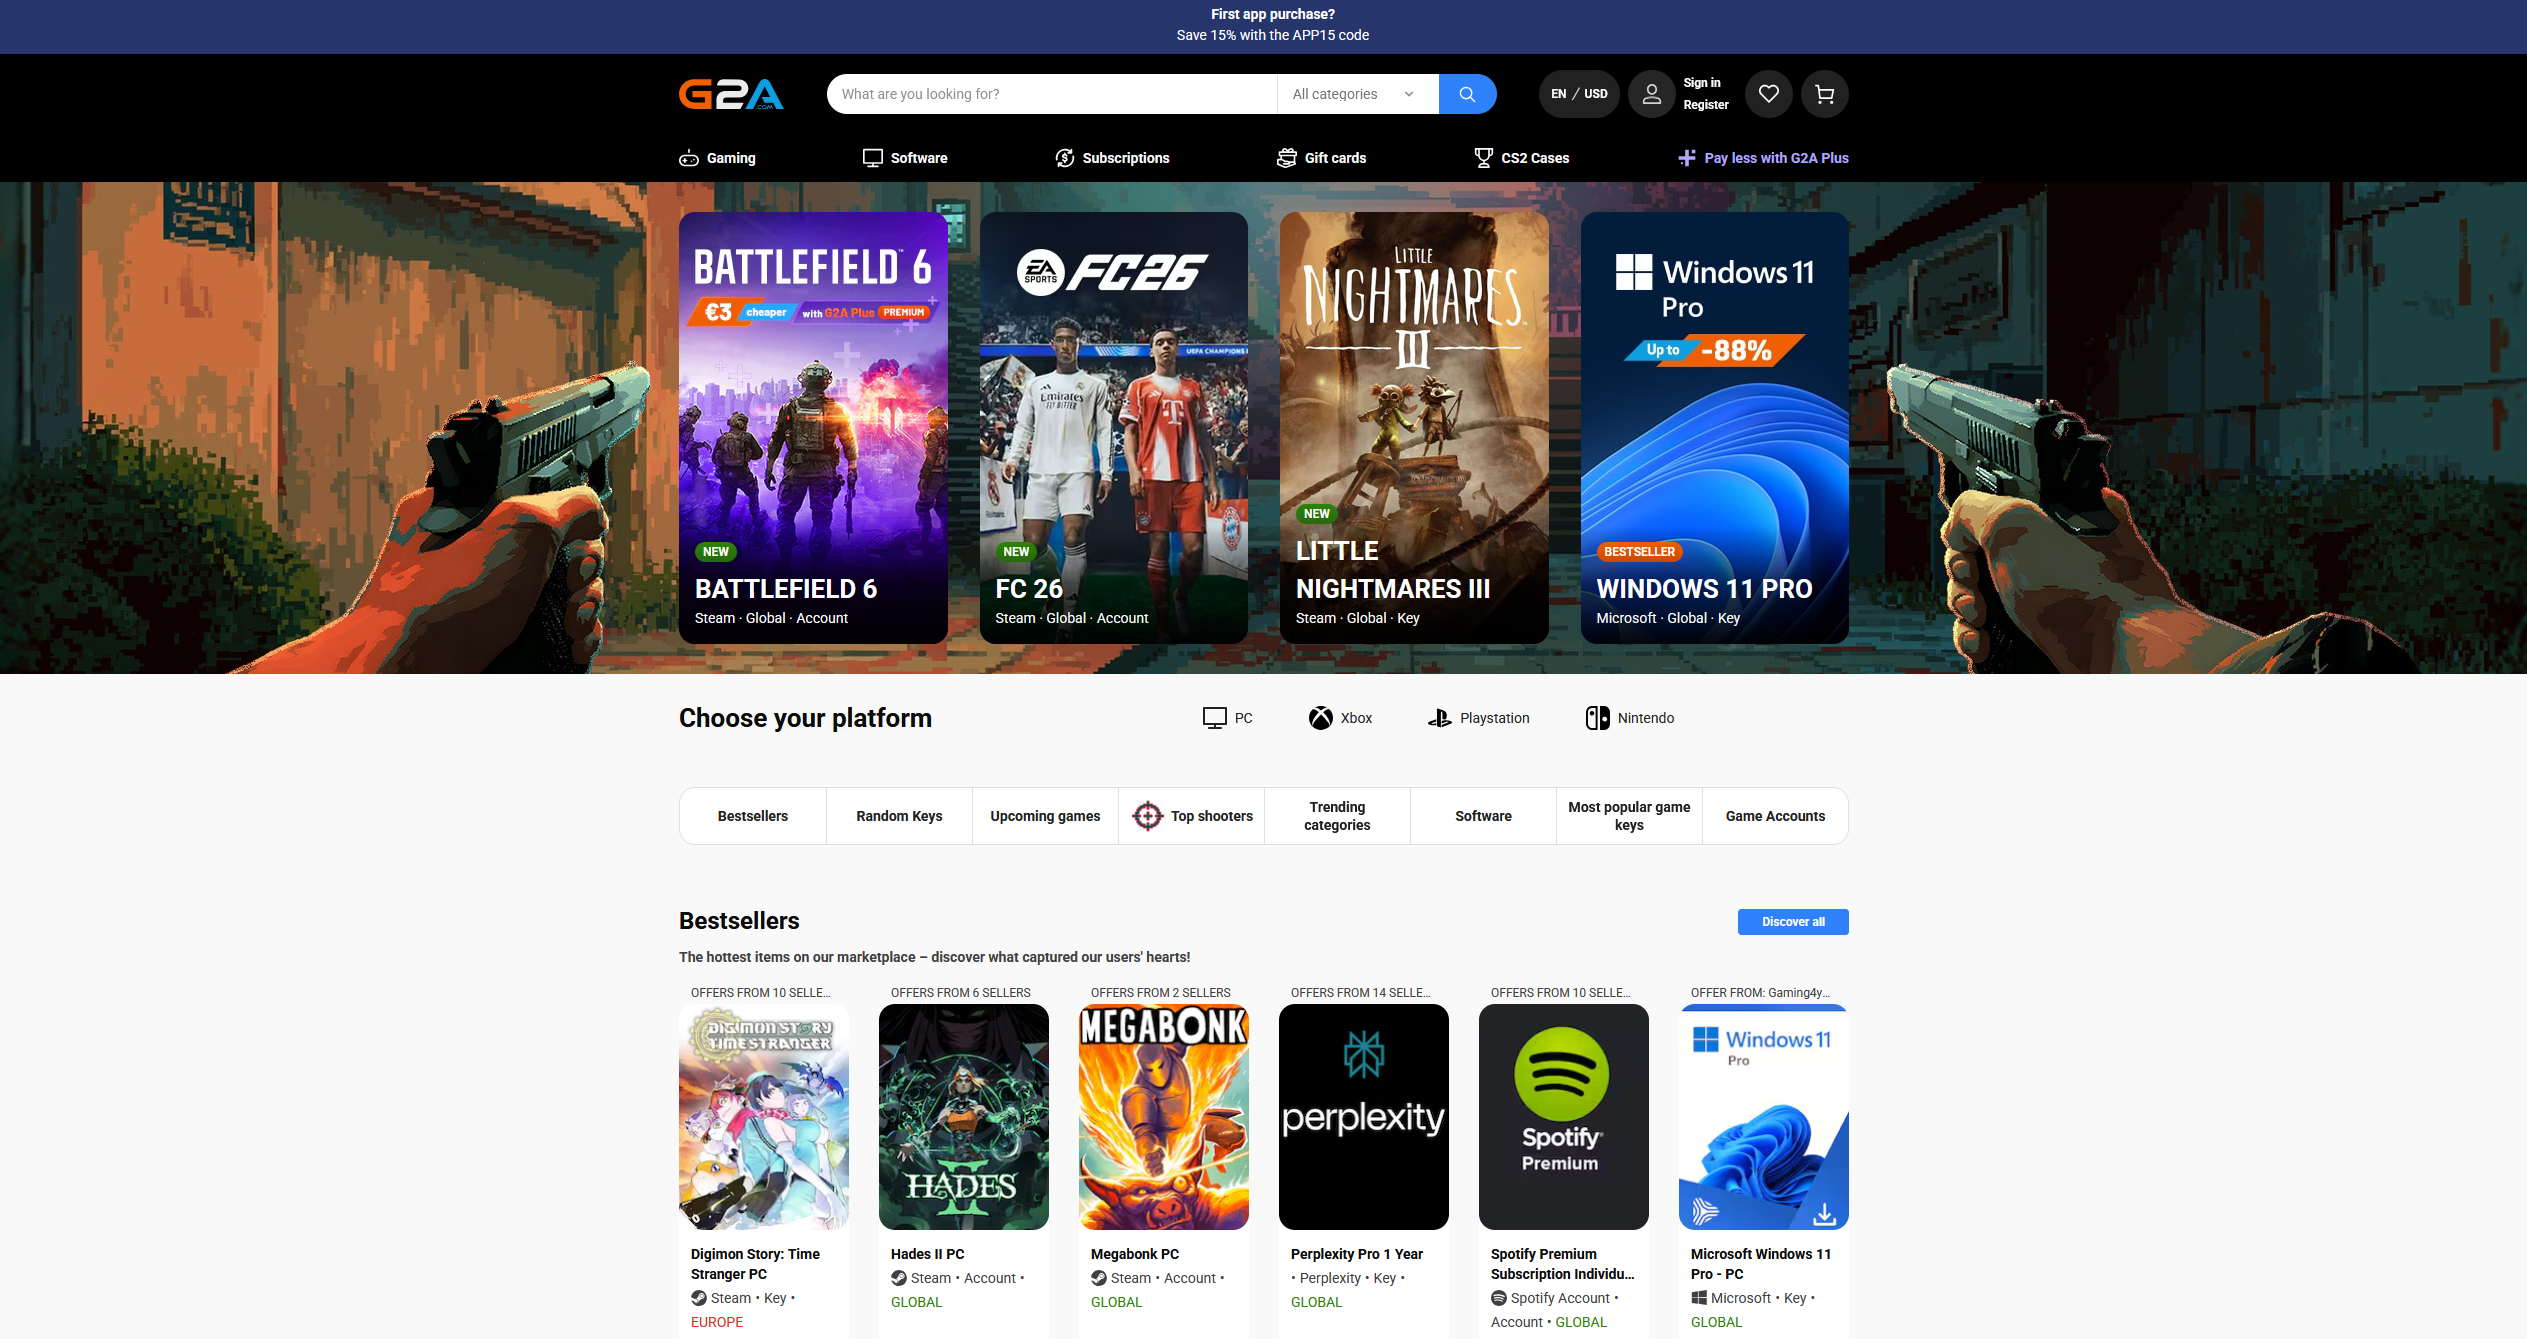 First app purchase?
Save 15% with the APP15 code
G2A.COM
What are you looking for?
All categories
EN / USD
Sign in
Register
Gaming
Software
Subscriptions
Gift cards
CS2 Cases
Pay less with G2A Plus
BATTLEFIELD™ 6
€3 cheaper with G2A Plus PREMIUM
NEW
BATTLEFIELD 6
Steam · Global · Account
EA SPORTS FC26
UEFA CHAMPIONS
Emirates
FLY BETTER
T
NEW
FC 26
Steam · Global · Account
LITTLE
NIGHTMARES™
III
NEW
LITTLE
NIGHTMARES III
Steam · Global · Key
Windows 11
Pro
Up to -88%
BESTSELLER
WINDOWS 11 PRO
Microsoft · Global · Key
Choose your platform
PC
Xbox
Playstation
Nintendo
Bestsellers
Random Keys
Upcoming games
Top shooters
Trending
categories
Software
Most popular game
keys
Game Accounts
Bestsellers
Discover all
The hottest items on our marketplace – discover what captured our users' hearts!
OFFERS FROM 10 SELLE...
DIGIMON STORY
TIME STRANGER
Digimon Story: Time
Stranger PC
Steam • Key •
EUROPE
OFFERS FROM 6 SELLERS
HADES
II
Hades II PC
Steam • Account •
GLOBAL
OFFERS FROM 2 SELLERS
MEGABONK
Megabonk PC
Steam • Account •
GLOBAL
OFFERS FROM 14 SELLE...
perplexity
Perplexity Pro 1 Year
• Perplexity • Key •
GLOBAL
OFFERS FROM 10 SELLE...
Spotify®
Premium
Spotify Premium
Subscription Individu...
Spotify Account •
Account • GLOBAL
OFFER FROM: Gaming4y...
Windows 11
Pro
Microsoft Windows 11
Pro - PC
Microsoft • Key •
GLOBAL